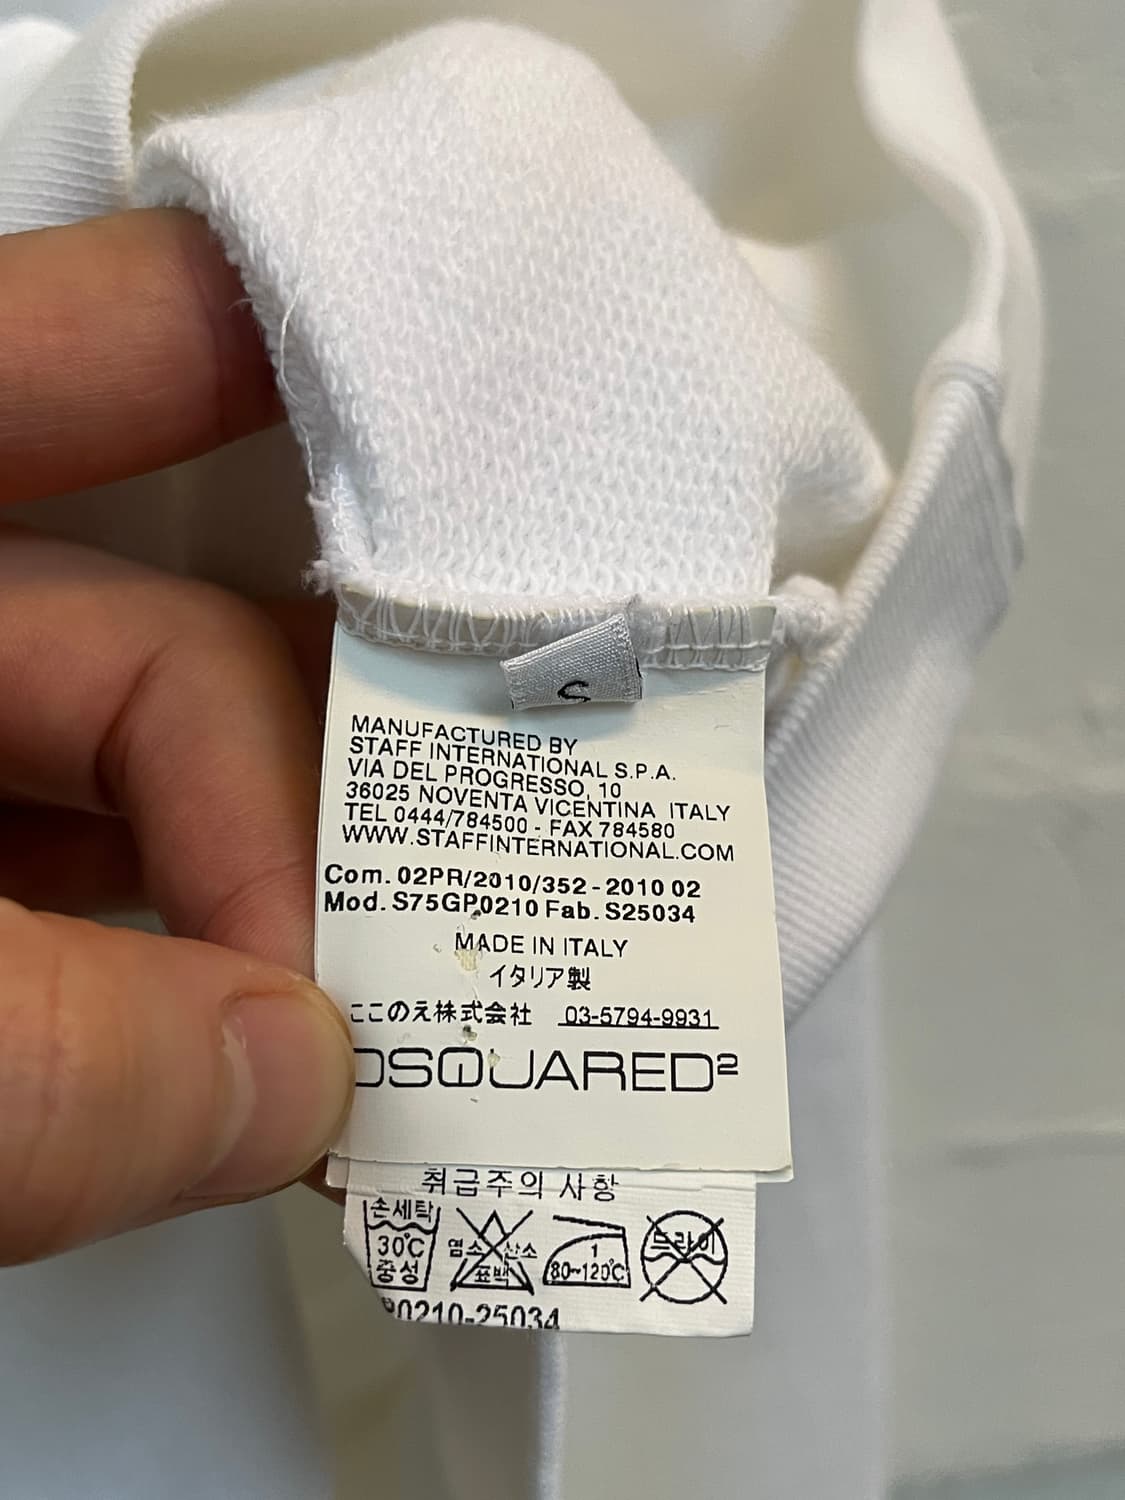 S
MANUFACTURED BY
STAFF INTERNATIONAL S.P.A.
VIA DEL PROGRESSO, 10
36025 NOVENTA VICENTINA ITALY
TEL 0444/784500 - FAX 784580
WWW.STAFFINTERNATIONAL.COM
Com. 02PR/2010/352 - 2010 02
Mod. S75GP0210 Fab. S25034
MADE IN ITALY
イタリア製
ここのえ株式会社 03-5794-9931
DSQUARED²
취급주의 사항
손세탁
30℃
중성
염소 산소
표백
1
80~120℃
드라이
P0210-25034